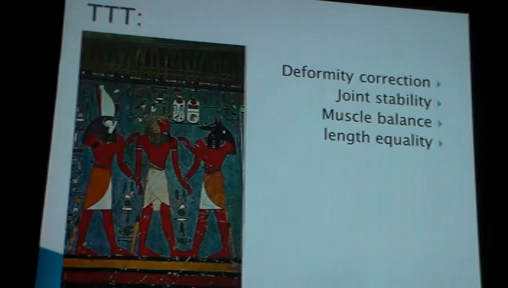 TTT:
Deformity correction
Joint stability
Muscle balance
length equality